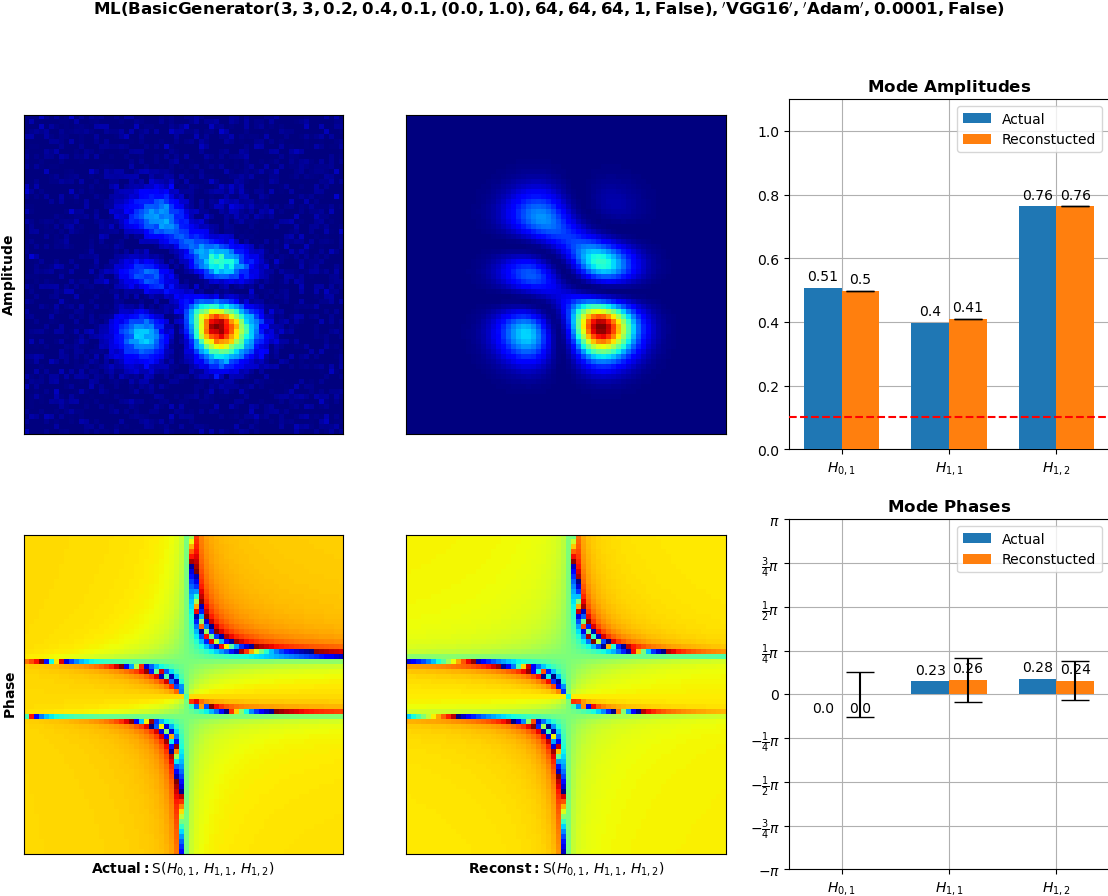 ML(BasicGenerator(3, 3, 0.2, 0.4, 0.1, (0.0, 1.0), 64, 64, 64, 1, False), ′VGG16′, ′Adam′, 0.0001, False)
Amplitude
Mode Amplitudes
Actual
Reconstucted
1.0
0.8
0.6
0.4
0.2
0.0
0.51
0.5
0.4
0.41
0.76
0.76
H0,1
H1,1
H1,2
Phase
Actual: S(H0,1, H1,1, H1,2)
Reconst: S(H0,1, H1,1, H1,2)
Mode Phases
Actual
Reconstucted
π
3/4π
1/2π
1/4π
0
−1/4π
−1/2π
−3/4π
−π
0.0
0.0
0.23
0.26
0.28
0.24
H0,1
H1,1
H1,2